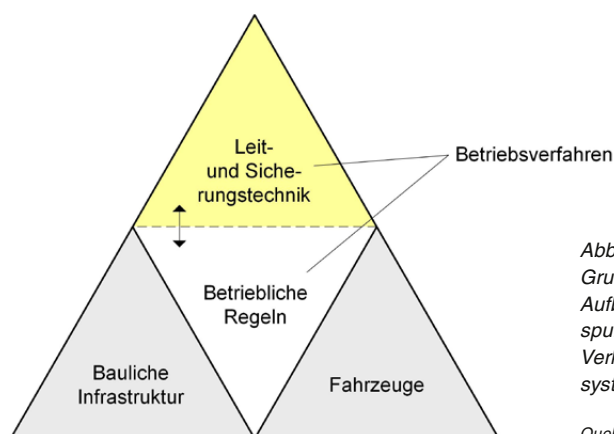 Leit-
und Siche-
rungstechnik
Betriebsverfahren
Betriebliche
Regeln
Bauliche
Infrastruktur
Fahrzeuge